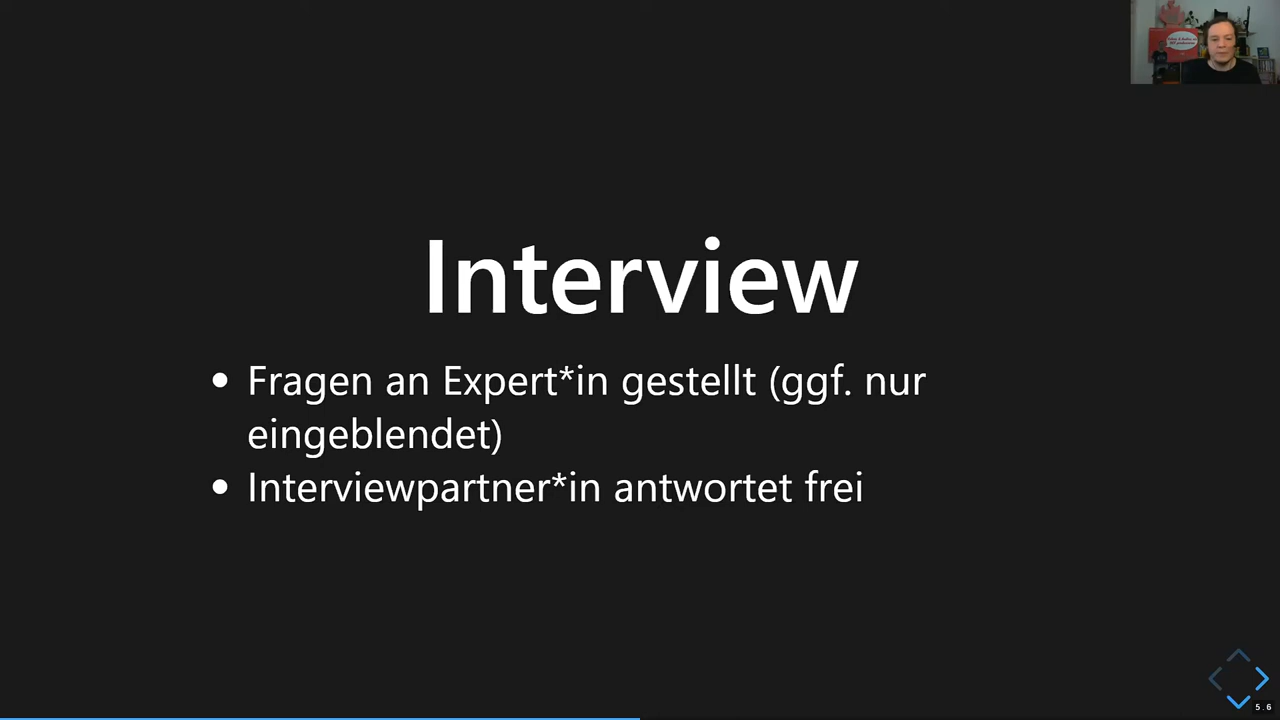 Interview
• Fragen an Expert*in gestellt (ggf. nur
eingeblendet)
• Interviewpartner*in antwortet frei
5.6